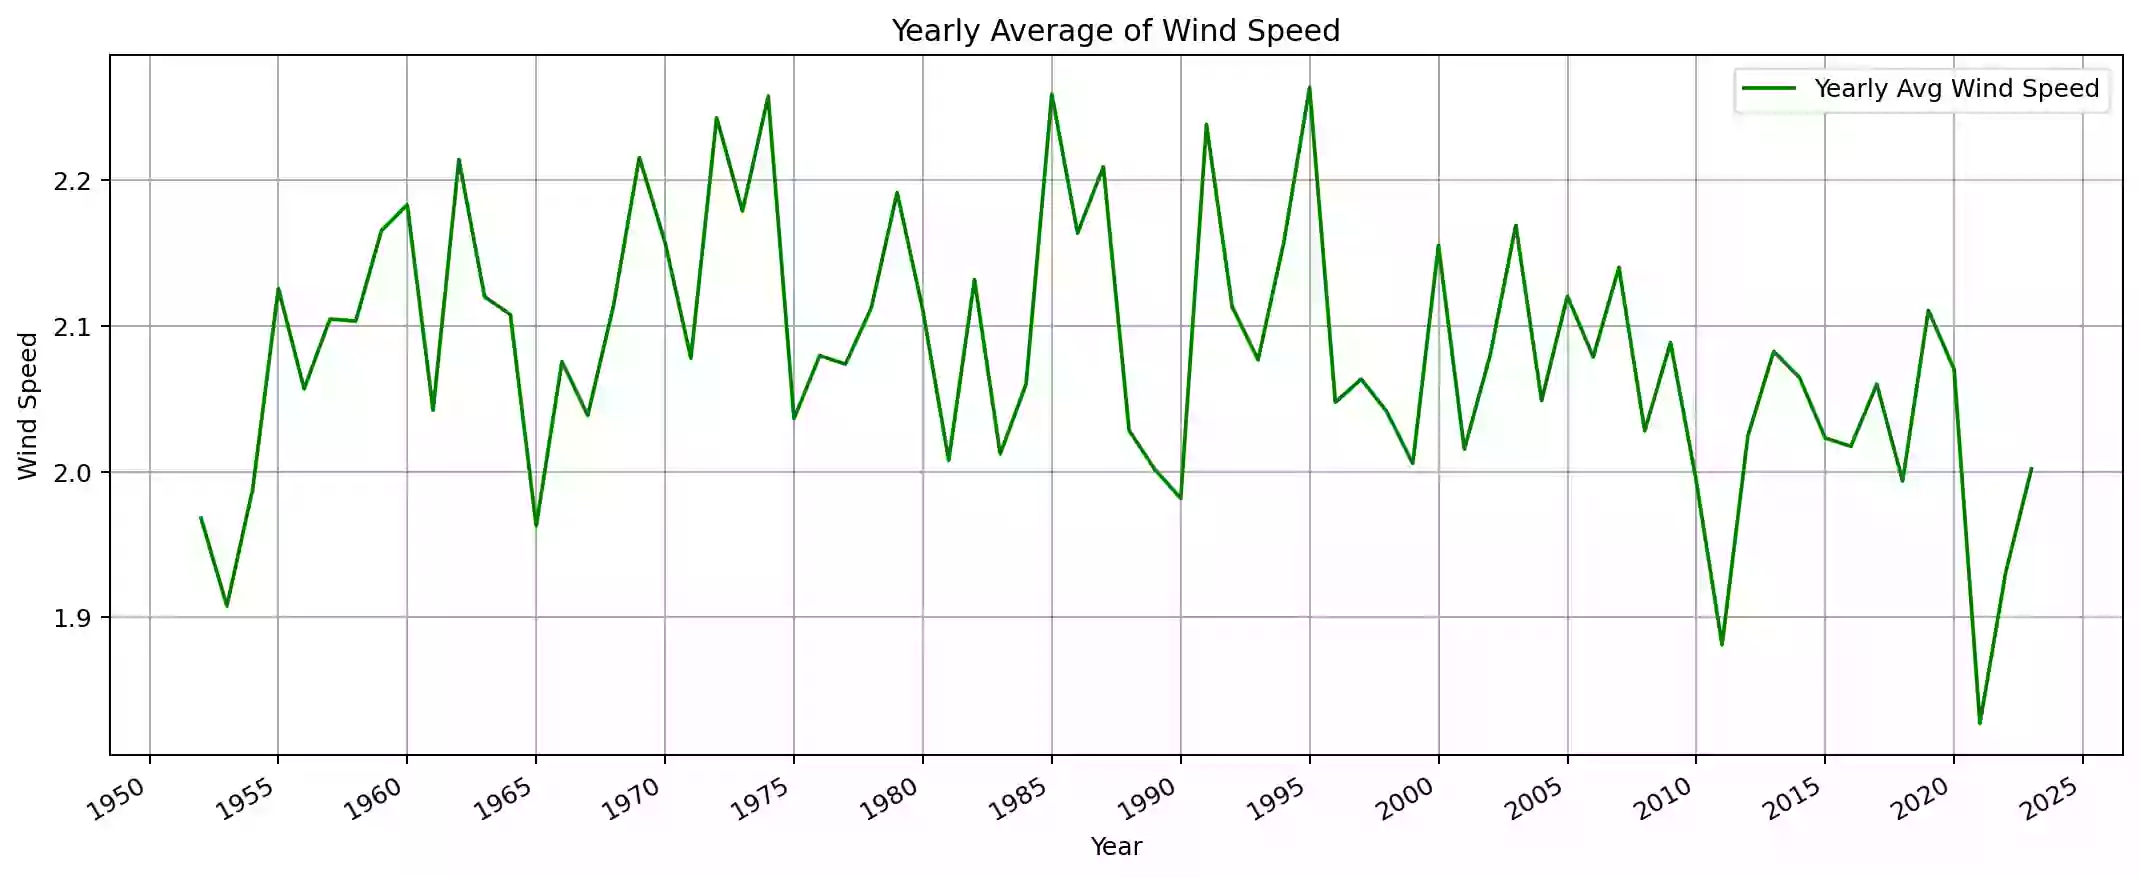 Yearly Average of Wind Speed
Yearly Avg Wind Speed
Wind Speed
2.2
2.1
2.0
1.9
1950 1955 1960 1965 1970 1975 1980 1985 1990 1995 2000 2005 2010 2015 2020 2025
Year